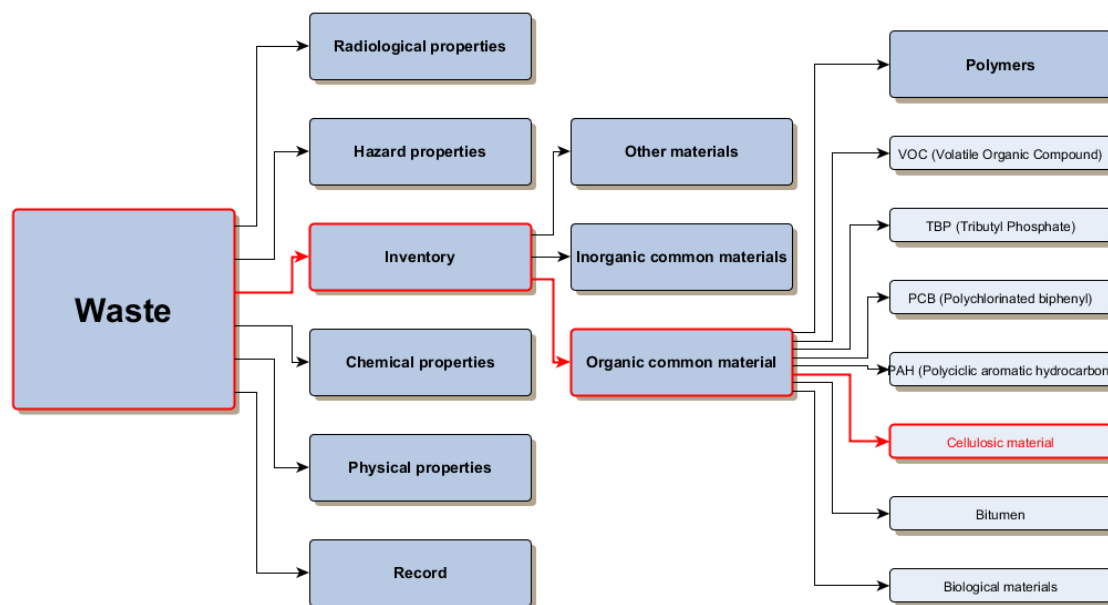 Waste
Radiological properties
Hazard properties
Inventory
Chemical properties
Physical properties
Record
Other materials
Inorganic common materials
Organic common material
Polymers
VOC (Volatile Organic Compound)
TBP (Tributyl Phosphate)
PCB (Polychlorinated biphenyl)
PAH (Polyciclic aromatic hydrocarbon
Cellulosic material
Bitumen
Biological materials